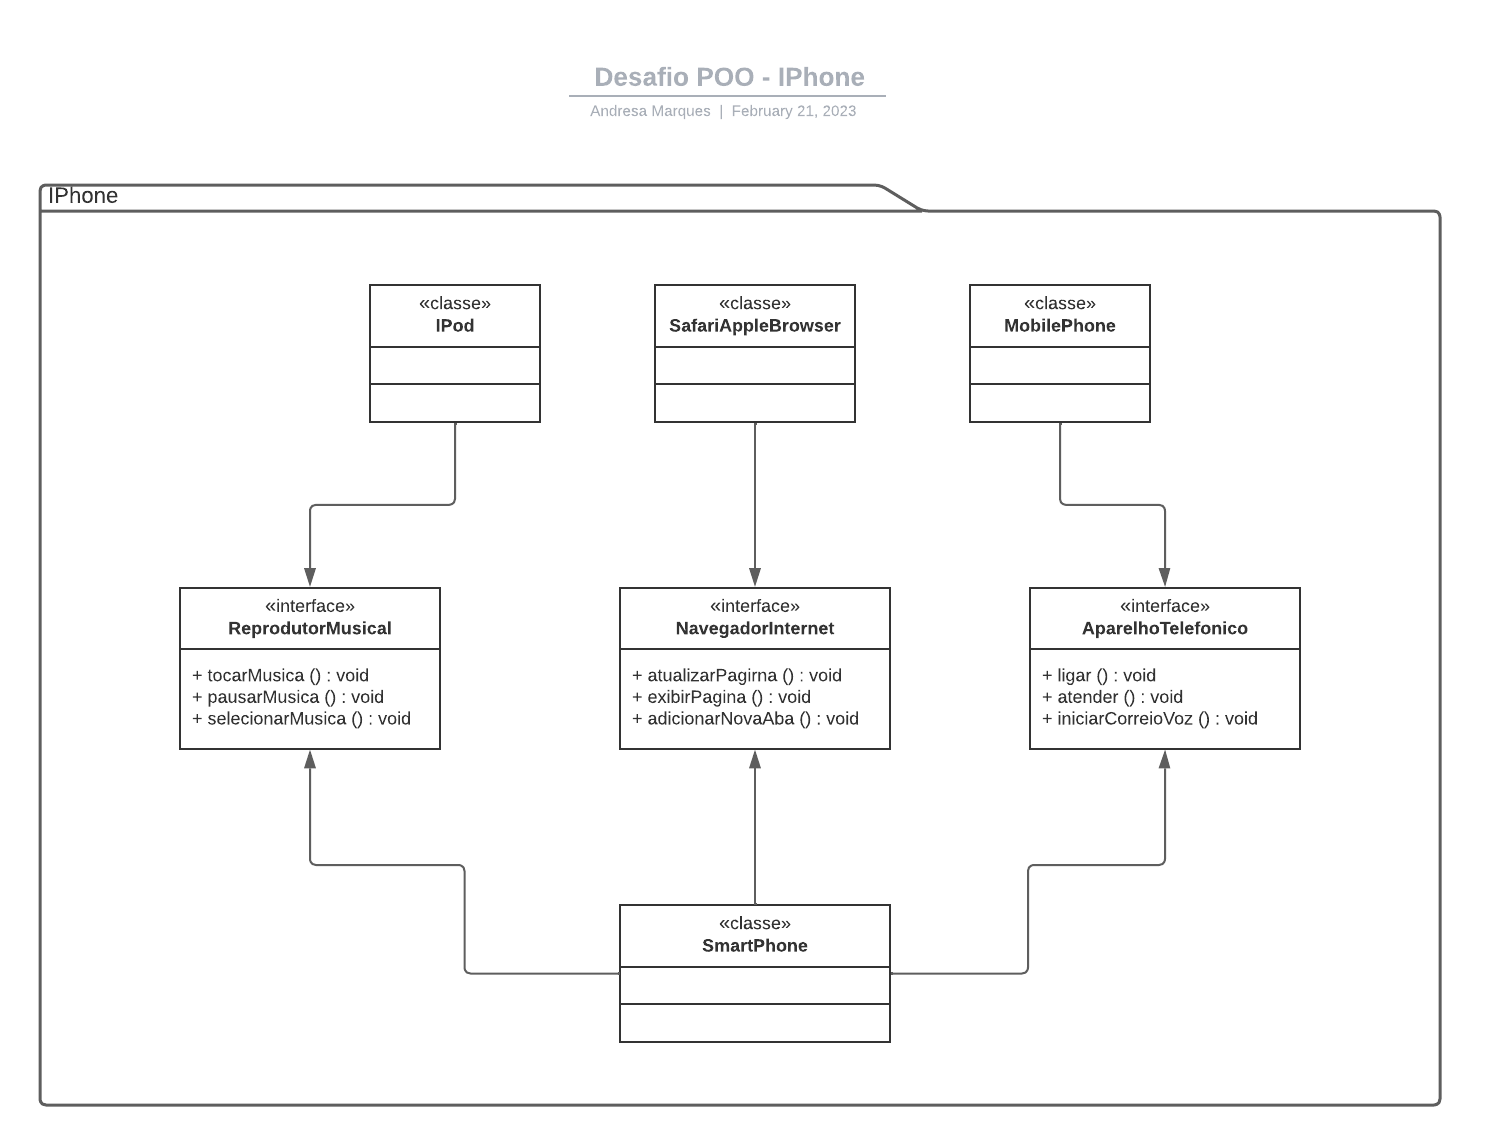 Desafio POO - IPhone
Andresa Marques | February 21, 2023
IPhone
«classe»
IPod
«classe»
SafariAppleBrowser
«classe»
MobilePhone
«interface»
ReprodutorMusical
+ tocarMusica () : void
+ pausarMusica () : void
+ selecionarMusica () : void
«interface»
NavegadorInternet
+ atualizarPagirna () : void
+ exibirPagina () : void
+ adicionarNovaAba () : void
«interface»
AparelhoTelefonico
+ ligar () : void
+ atender () : void
+ iniciarCorreioVoz () : void
«classe»
SmartPhone